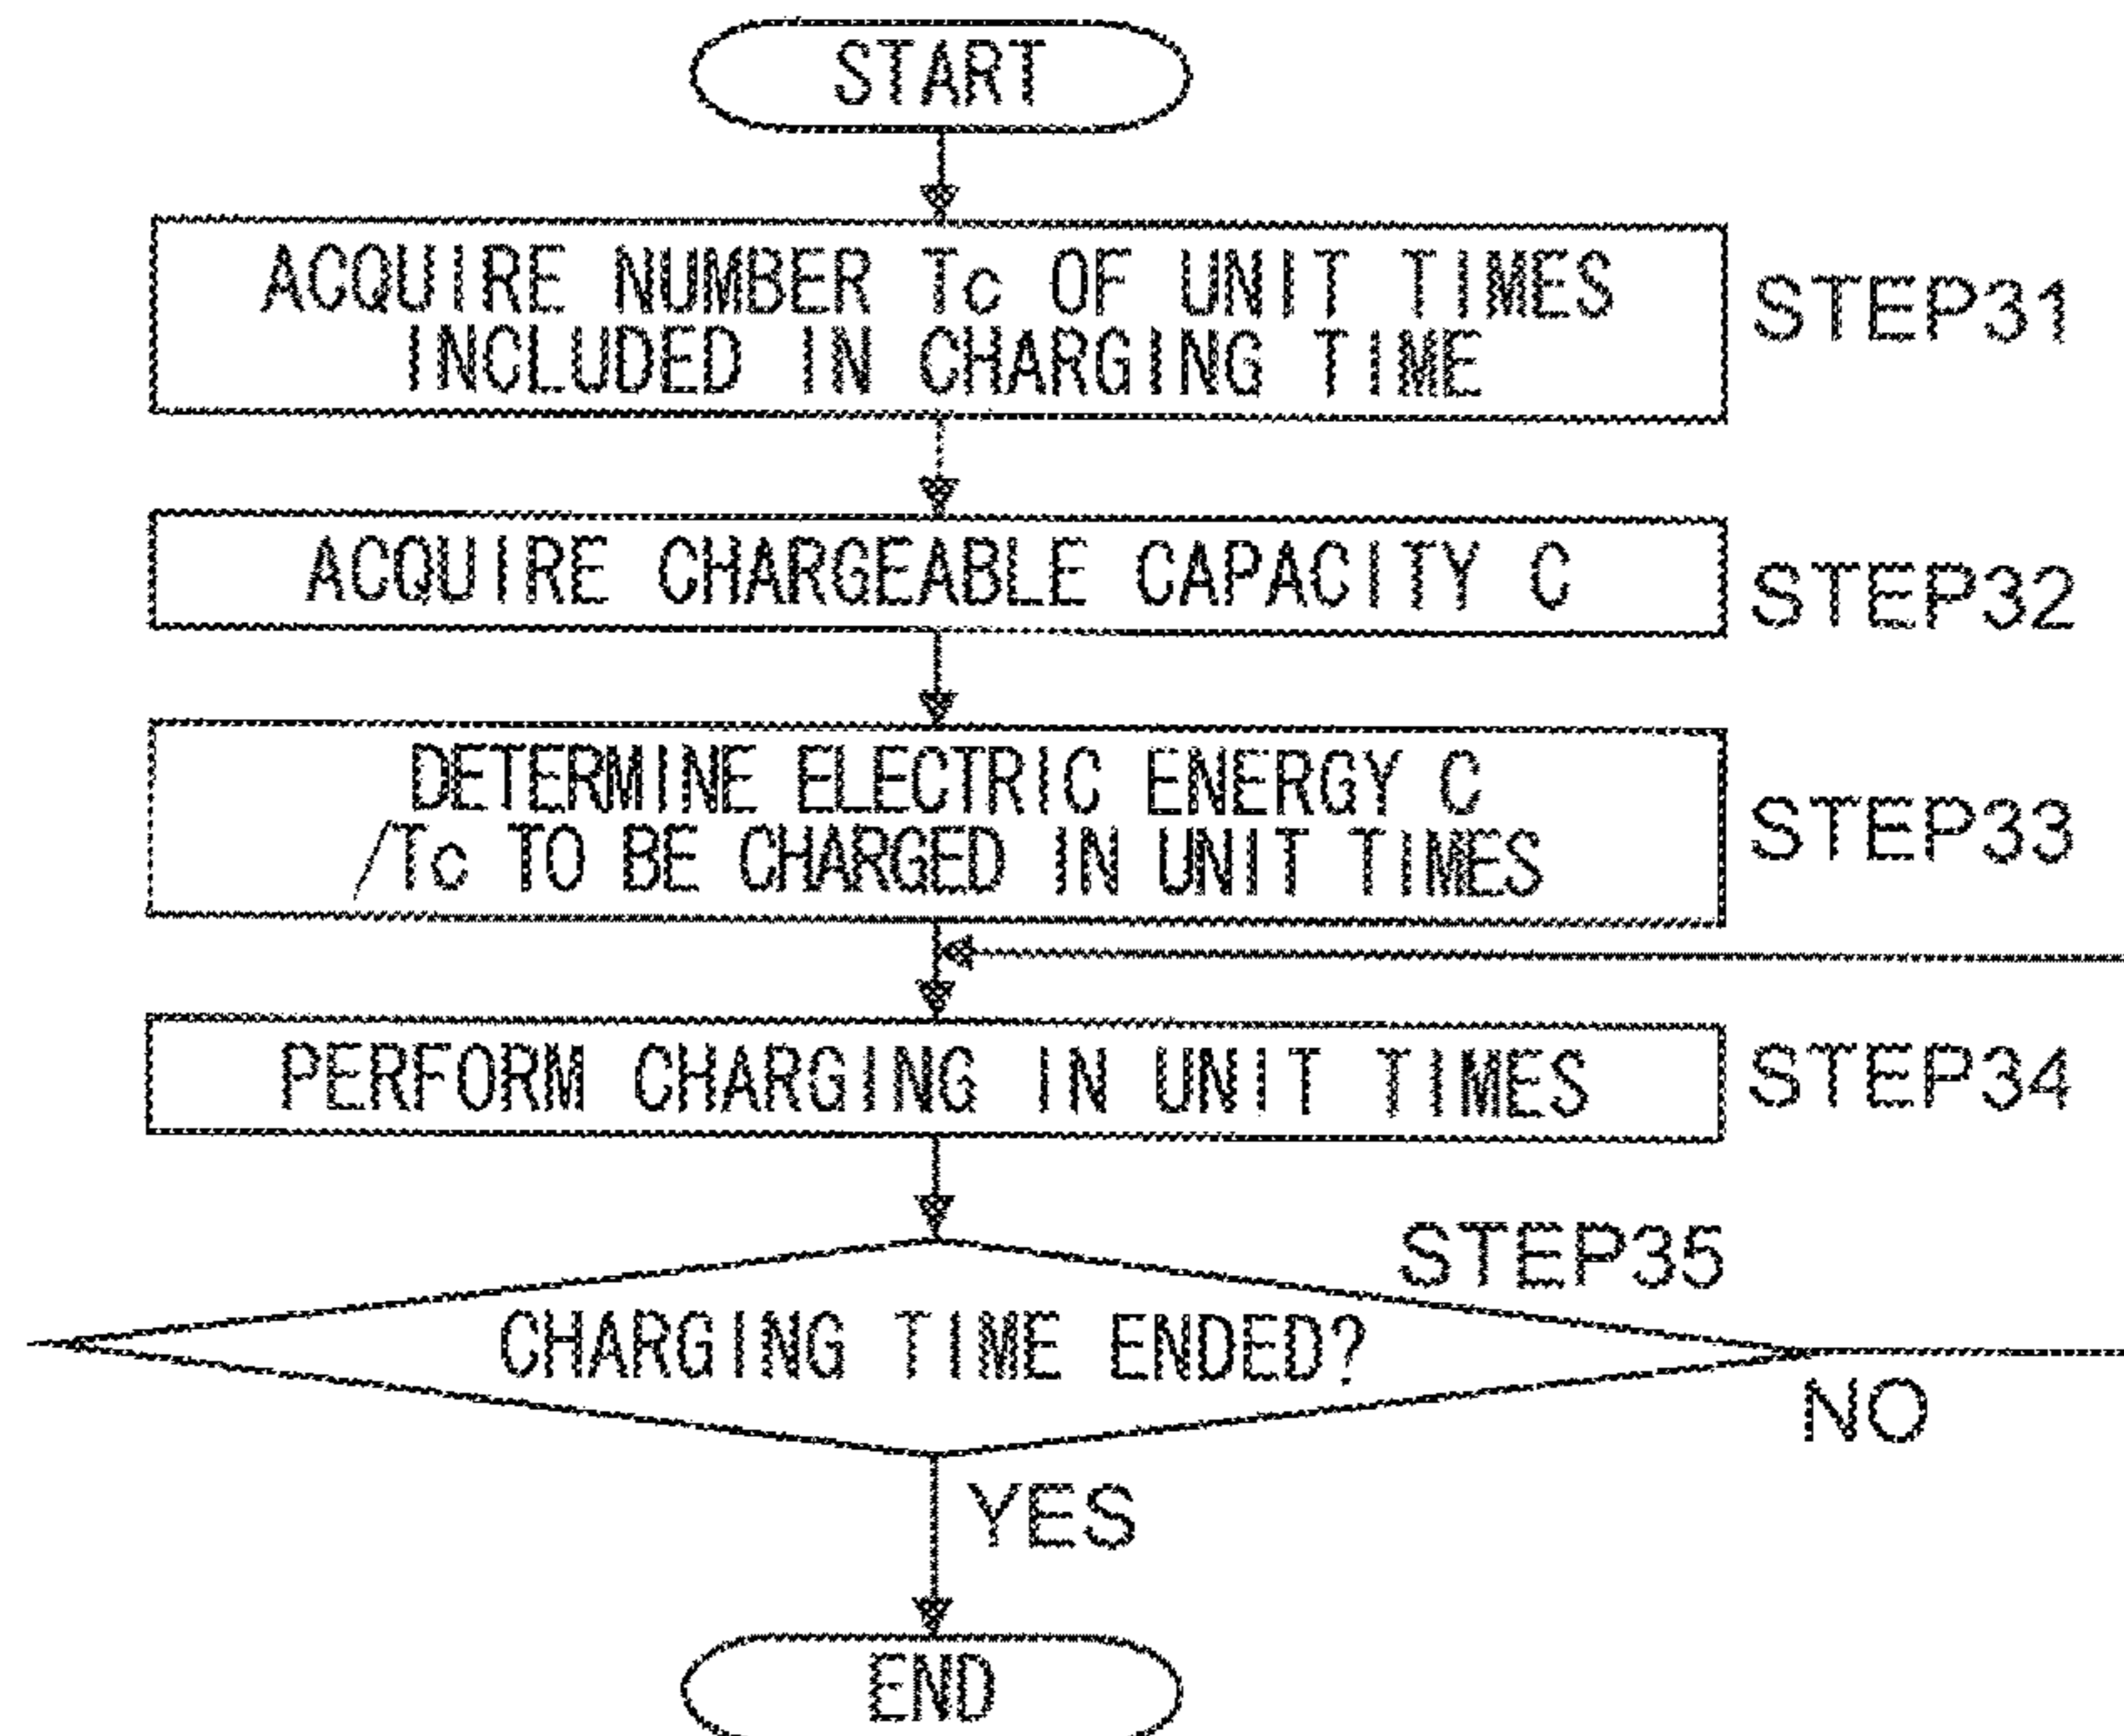 START
ACQUIRE NUMBER Tc OF UNIT TIMES
INCLUDED IN CHARGING TIME
STEP31
ACQUIRE CHARGEABLE CAPACITY C
STEP32
DETERMINE ELECTRIC ENERGY C
/Tc TO BE CHARGED IN UNIT TIMES
STEP33
PERFORM CHARGING IN UNIT TIMES
STEP34
STEP35
CHARGING TIME ENDED?
NO
YES
END